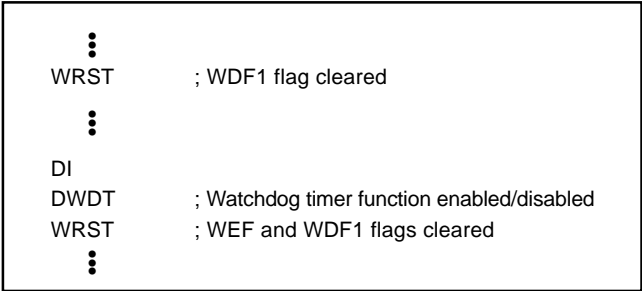 WRST ; WDF1 flag cleared
DI
DWDT ; Watchdog timer function enabled/disabled
WRST ; WEF and WDF1 flags cleared